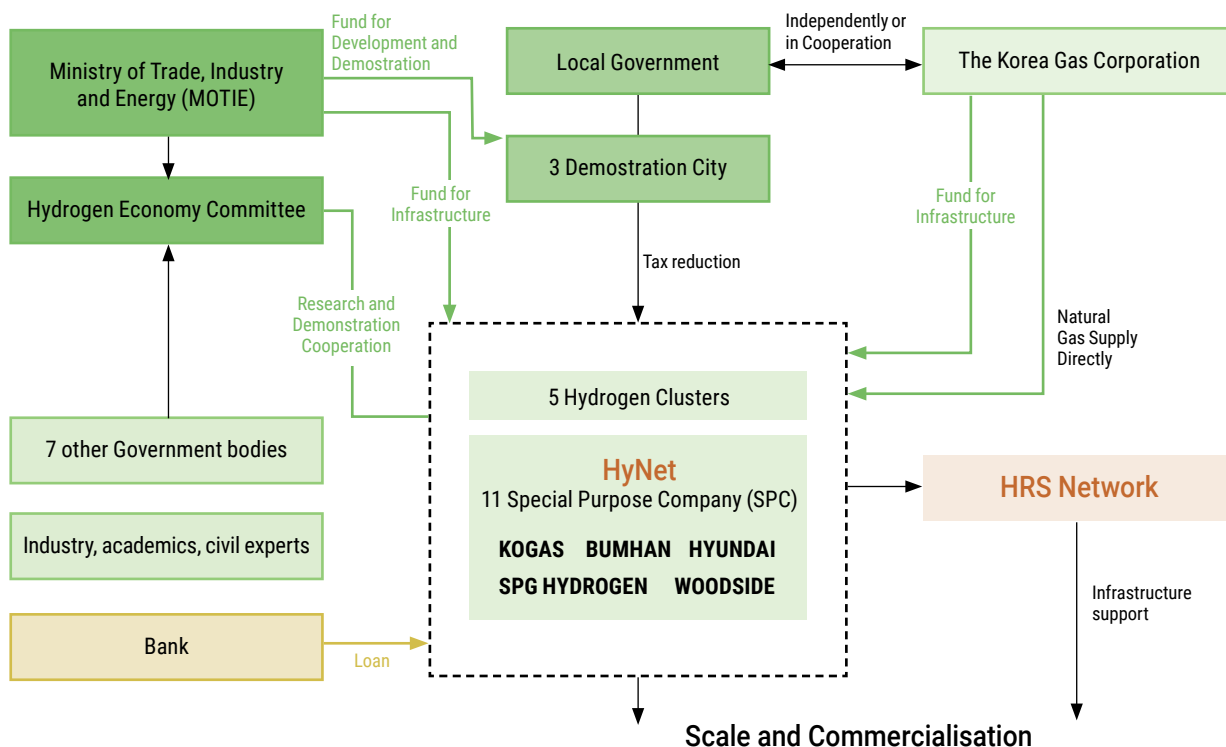 Fund for
Development and
Demostration
Independently or
in Cooperation
Ministry of Trade, Industry
and Energy (MOTIE)
Local Government
The Korea Gas Corporation
3 Demostration City
Hydrogen Economy Committee
Fund for
Infrastructure
Fund for
Infrastructure
Tax reduction
Research and
Demonstration
Cooperation
Natural
Gas Supply
Directly
5 Hydrogen Clusters
7 other Government bodies
HyNet
11 Special Purpose Company (SPC)
KOGAS BUMHAN HYUNDAI
SPG HYDROGEN WOODSIDE
HRS Network
Industry, academics, civil experts
Infrastructure
support
Bank
Loan
Scale and Commercialisation